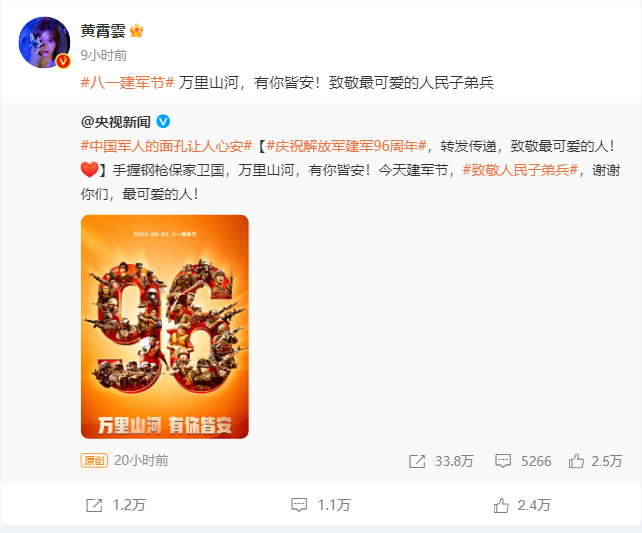 黄霄雲
9小时前
#八一建军节# 万里山河，有你皆安！致敬最可爱的人民子弟兵
@央视新闻
#中国军人的面孔让人心安#【#庆祝解放军建军96周年#，转发传递，致敬最可爱的人！
❤】手握钢枪保家卫国，万里山河，有你皆安！今天建军节，#致敬人民子弟兵#，谢谢
你们，最可爱的人！
2023-08-01 八一建军节
96
万里山河 有你皆安
原创 20小时前 33.8万 5266 2.5万
1.2万 1.1万 2.4万